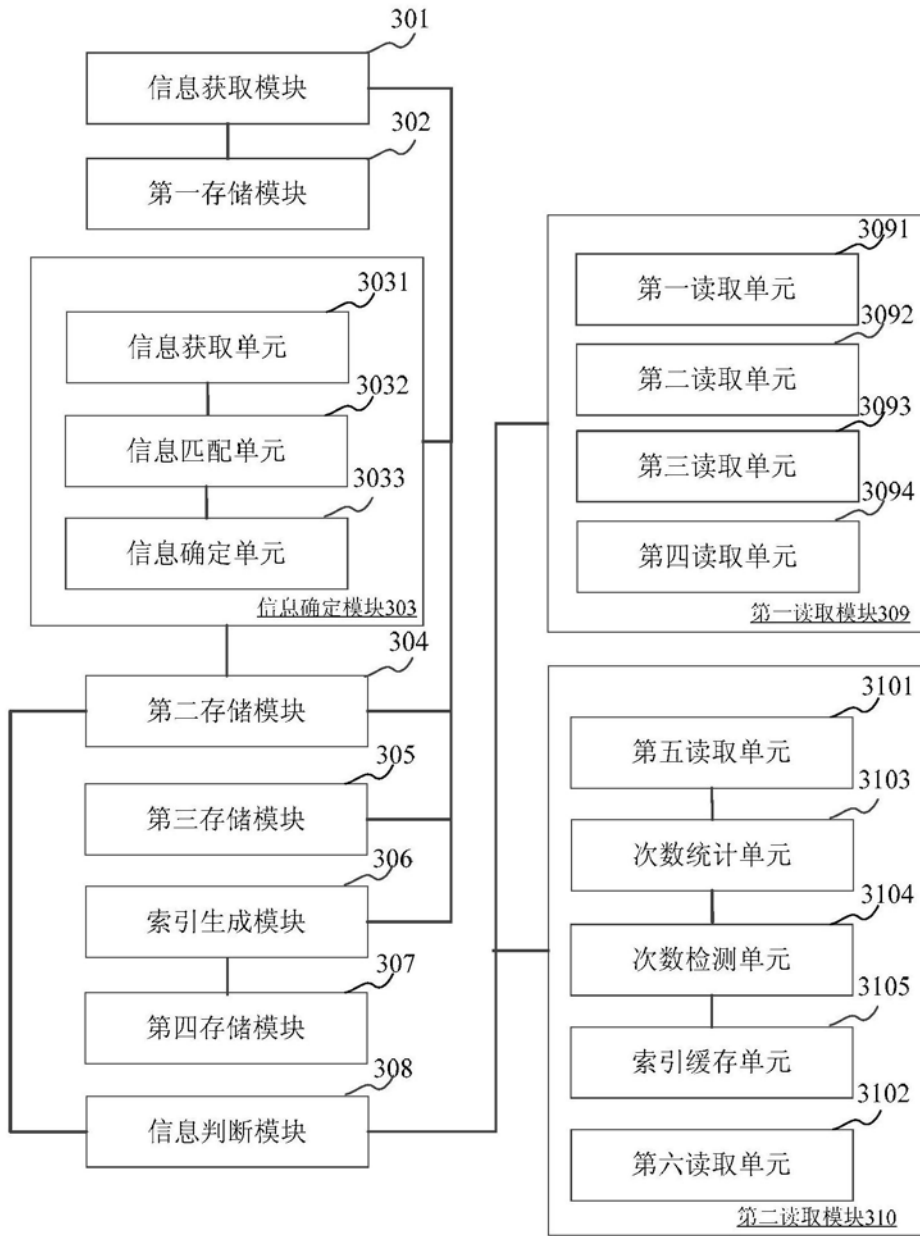 301
信息获取模块
302
第一存储模块
3031
信息获取单元
3032
信息匹配单元
3033
信息确定单元
信息确定模块303
304
第二存储模块
305
第三存储模块
306
索引生成模块
307
第四存储模块
308
信息判断模块
3091
第一读取单元
3092
第二读取单元
3093
第三读取单元
3094
第四读取单元
第一读取模块309
3101
第五读取单元
3103
次数统计单元
3104
次数检测单元
3105
索引缓存单元
3102
第六读取单元
第二读取模块310